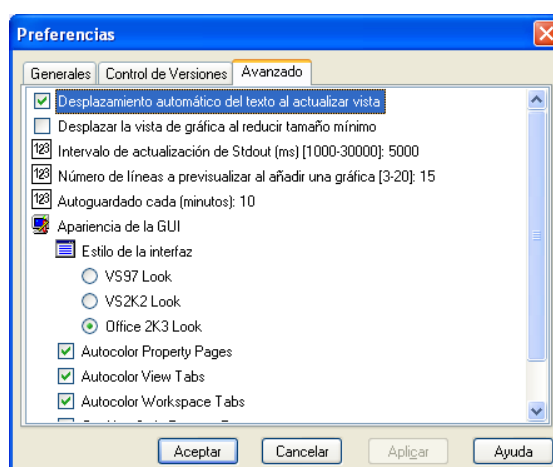 Preferencias
Generales
Control de Versiones
Avanzado
Desplazamiento automático del texto al actualizar vista
Desplazar la vista de gráfica al reducir tamaño mínimo
123 Intervalo de actualización de Stdout (ms) [1000-30000]: 5000
123 Número de líneas a previsualizar al añadir una gráfica [3-20]: 15
123 Autoguardado cada (minutos): 10
Apariencia de la GUI
Estilo de la interfaz
VS97 Look
VS2K2 Look
Office 2K3 Look
Autocolor Property Pages
Autocolor View Tabs
Autocolor Workspace Tabs
Aceptar
Cancelar
Aplicar
Ayuda